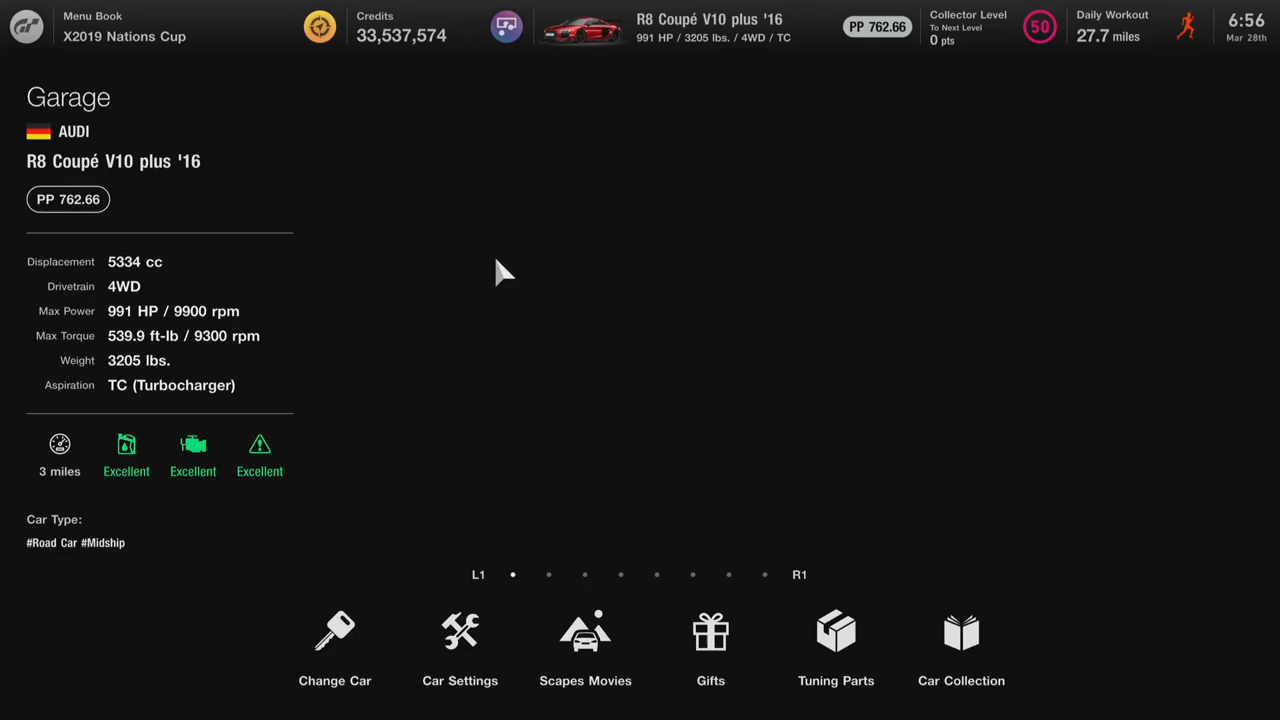 Menu Book
X2019 Nations Cup
Credits
33,537,574
R8 Coupé V10 plus '16
991 HP / 3205 lbs. / 4WD / TC
PP 762.66
Collector Level
To Next Level
0 pts
50
Daily Workout
27.7 miles
6:56
Mar 28th
Garage
AUDI
R8 Coupé V10 plus '16
PP 762.66
Displacement 5334 cc
Drivetrain 4WD
Max Power 991 HP / 9900 rpm
Max Torque 539.9 ft-lb / 9300 rpm
Weight 3205 lbs.
Aspiration TC (Turbocharger)
3 miles Excellent Excellent Excellent
Car Type:
#Road Car #Midship
L1 R1
Change Car Car Settings Scapes Movies Gifts Tuning Parts Car Collection